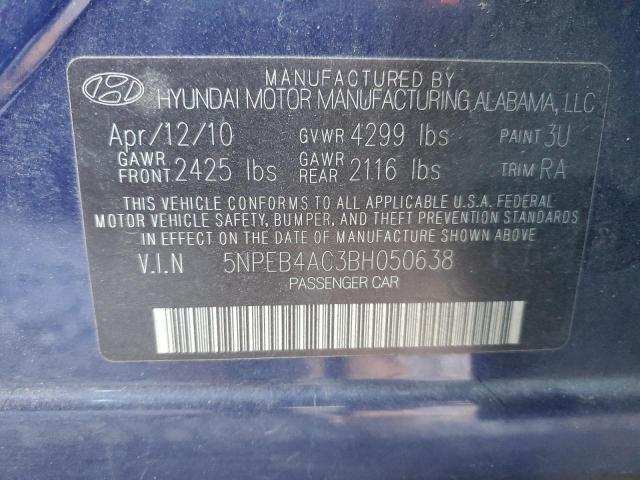 MANUFACTURED BY
HYUNDAI MOTOR MANUFACTURING ALABAMA, LLC
Apr/12/10 GVWR 4299 lbs PAINT 3U
GAWR FRONT 2425 lbs GAWR REAR 2116 lbs TRIM RA
THIS VEHICLE CONFORMS TO ALL APPLICABLE U.S.A. FEDERAL
MOTOR VEHICLE SAFETY, BUMPER, AND THEFT PREVENTION STANDARDS
IN EFFECT ON THE DATE OF MANUFACTURE SHOWN ABOVE
V.I.N 5NPEB4AC3BH050638
PASSENGER CAR